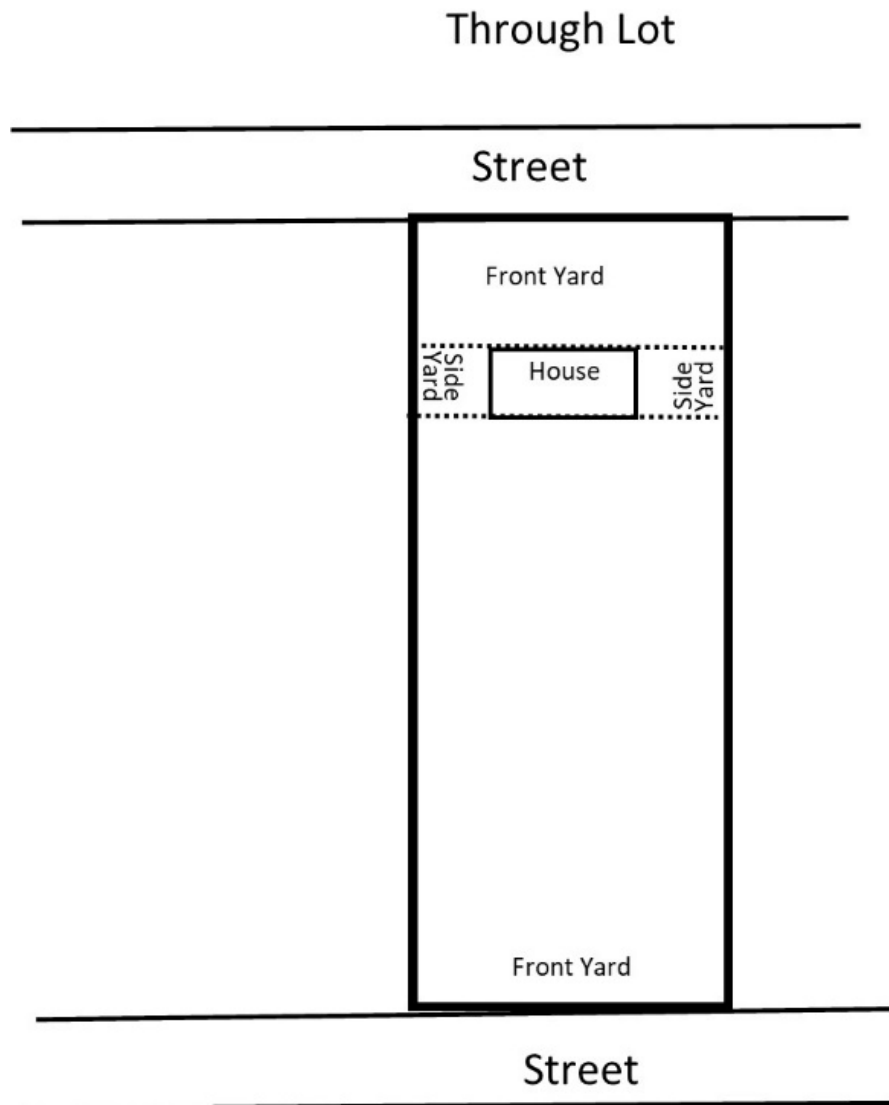 Through Lot
Street
Front Yard
Side
Yard
House
Side
Yard
Front Yard
Street